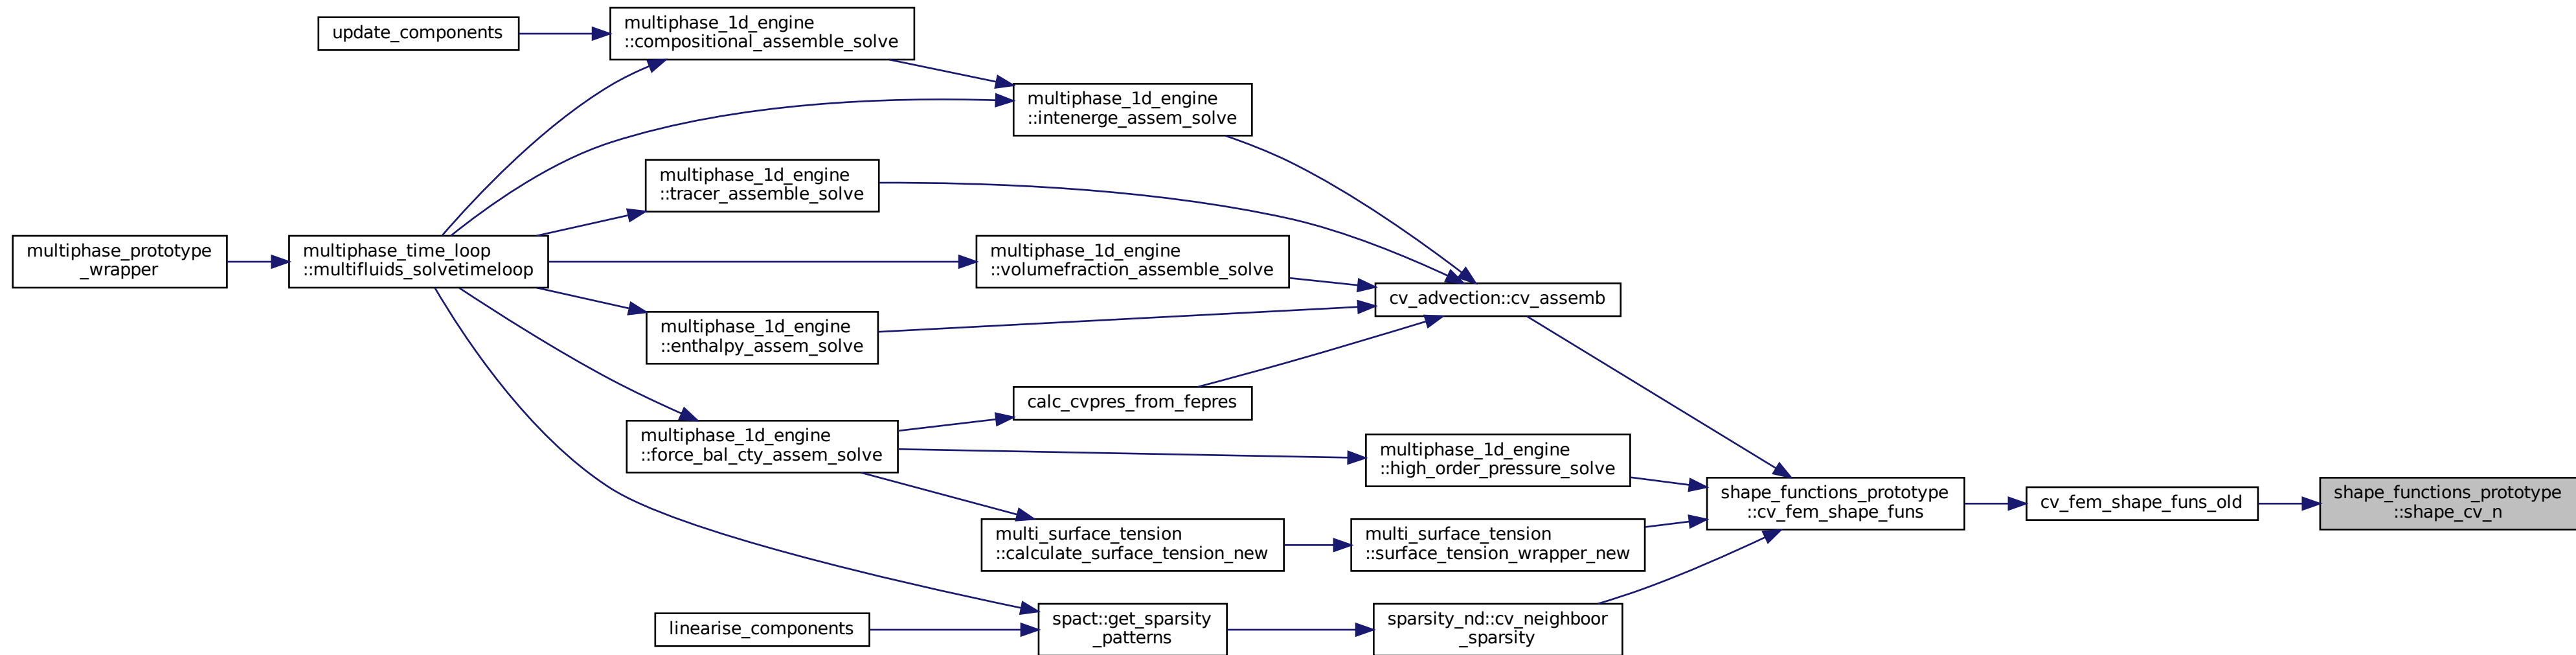 update_components
multiphase_1d_engine
::compositional_assemble_solve
multiphase_1d_engine
::intenerge_assem_solve
multiphase_1d_engine
::tracer_assemble_solve
multiphase_prototype
_wrapper
multiphase_time_loop
::multifluids_solvetimeloop
multiphase_1d_engine
::volumefraction_assemble_solve
cv_advection::cv_assemb
multiphase_1d_engine
::enthalpy_assem_solve
calc_cvpres_from_fepres
multiphase_1d_engine
::force_bal_cty_assem_solve
multiphase_1d_engine
::high_order_pressure_solve
shape_functions_prototype
::cv_fem_shape_funs
cv_fem_shape_funs_old
shape_functions_prototype
::shape_cv_n
multi_surface_tension
::calculate_surface_tension_new
multi_surface_tension
::surface_tension_wrapper_new
linearise_components
spact::get_sparsity
_patterns
sparsity_nd::cv_neighboor
_sparsity